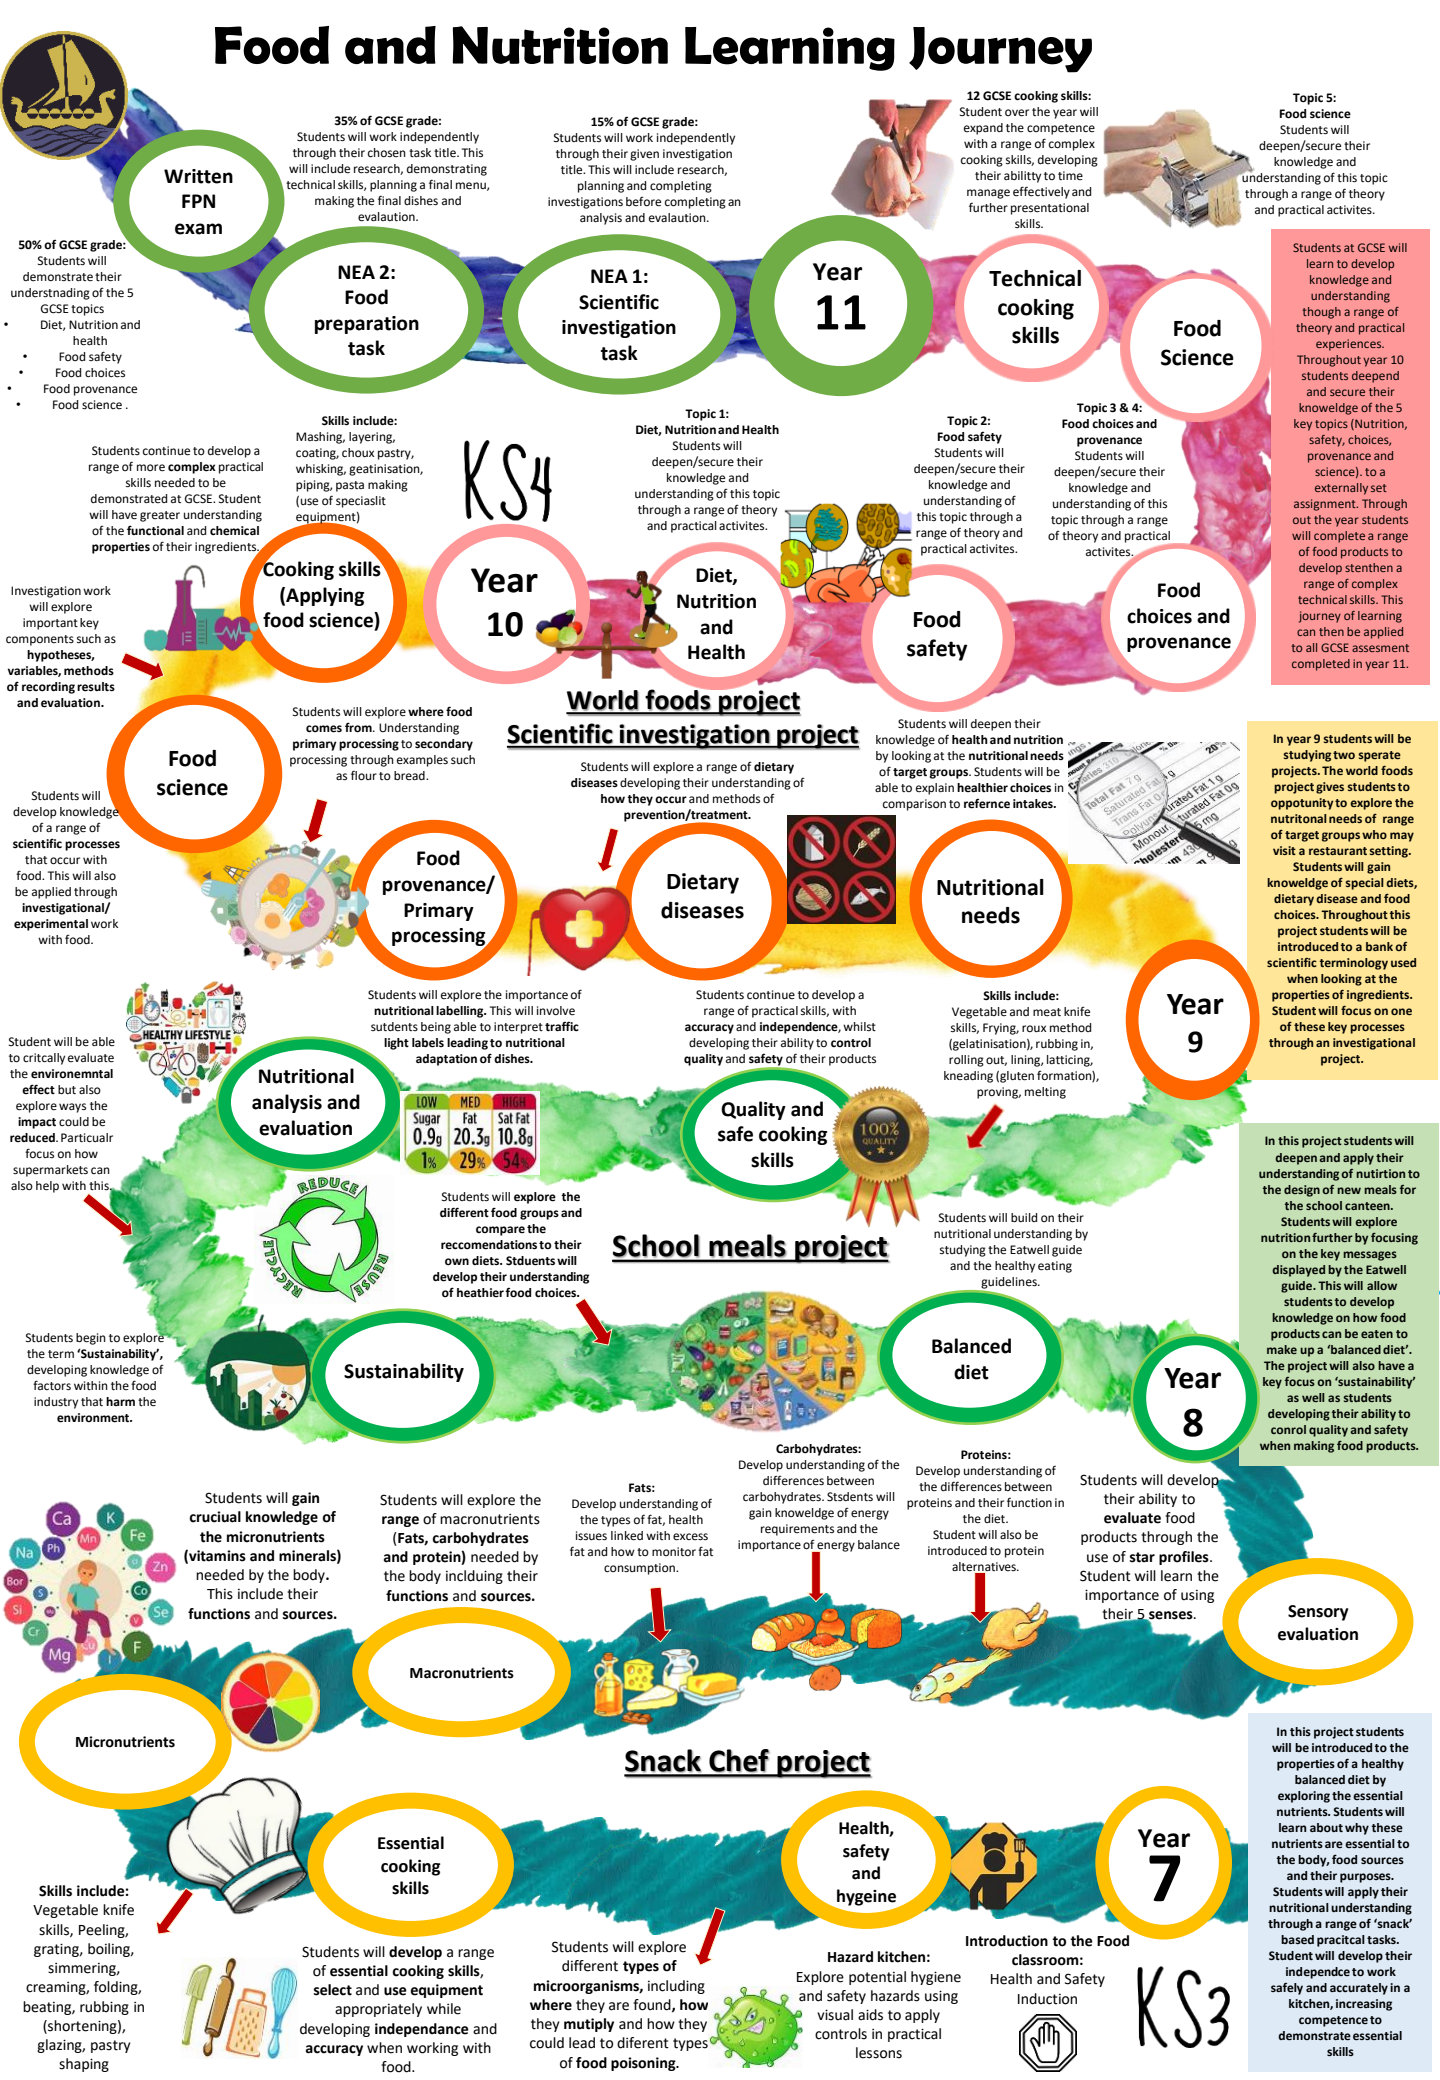 Food and Nutrition Learning Journey
Written
FPN
exam
35% of GCSE grade:
Students will work independently
through their chosen task title. This
will include research, demonstrating
technical skills, planning a final menu,
making the final dishes and
evalaution.
15% of GCSE grade:
Students will work independently
through their given investigation
title. This will include research,
planning and completing
investigations before completing an
analysis and evalaution.
12 GCSE cooking skills:
Student over the year will
expand the competence
with a range of complex
cooking skills, developing
their abililty to time
manage effectively and
further presentational
skills.
Topic 5:
Food science
Students will
deepen/secure their
knowledge and
understanding of this topic
through a range of theory
and practical activites.
50% of GCSE grade:
Students will
demonstrate their
understnading of the 5
GCSE topics
• Diet, Nutrition and
health
• Food safety
• Food choices
• Food provenance
• Food science .
NEA 2:
Food
preparation
task
NEA 1:
Scientific
investigation
task
Year
11
Technical
cooking
skills
Food
Science
Students at GCSE will
learn to develop
knowledge and
understanding
though a range of
theory and practical
experiences.
Throughout year 10
students deepend
and secure their
knoweldge of the 5
key topics (Nutrition,
safety, choices,
provenance and
science). to a
externally set
assignment. Through
out the year students
will complete a range
of food products to
develop stenthen a
range of complex
technical skills. This
journey of learning
can then be applied
to all GCSE assesment
completed in year 11.
Students continue to develop a
range of more complex practical
skills needed to be
demonstrated at GCSE. Student
will have greater understanding
of the functional and chemical
properties of their ingredients.
Skills include:
Mashing, layering,
coating, choux pastry,
whisking, geatinisation,
piping, pasta making
(use of speciaslit
equipment)
KS4
Topic 1:
Diet, Nutrition and Health
Students will
deepen/secure their
knowledge and
understanding of this topic
through a range of theory
and practical activites.
Topic 2:
Food safety
Students will
deepen/secure their
knowledge and
understanding of
this topic through a
range of theory and
practical activites.
Topic 3 & 4:
Food choices and
provenance
Students will
deepen/secure their
knowledge and
understanding of this
topic through a range
of theory and practical
activites.
Cooking skills
(Applying
food science)
Year
10
Diet,
Nutrition
and
Health
Food
safety
Food
choices and
provenance
Investigation work
will explore
important key
components such as
hypotheses,
variables, methods
of recording results
and evaluation.
World foods project
Scientific investigation project
Food
science
Students will explore where food
comes from. Understanding
primary processing to secondary
processing through examples such
as flour to bread.
Students will explore a range of dietary
diseases developing their understanding of
how they occur and methods of
prevention/treatment.
Students will deepen their
knowledge of health and nutrition
by looking at the nutritional needs
of target groups. Students will be
able to explain healthier choices in
comparison to refernce intakes.
Calories 310
Total Fat 7 g
Saturated Fat
Trans Fat 0
Polyuns
Monour
Cholester
urated Fat 1 g
turated Fat 0g
5 mg
20%
In year 9 students will be
studying two sperate
projects. The world foods
project gives students to
oppotunity to explore the
nutritonal needs of range
of target groups who may
visit a restaurant setting.
Students will gain
knoweldge of special diets,
dietary disease and food
choices. Throughout this
project students will be
introduced to a bank of
scientific terminology used
when looking at the
properties of ingredients.
Student will focus on one
of these key processes
through an investigational
project.
Students will
develop knowledge
of a range of
scientific processes
that occur with
food. This will also
be applied through
investigational/
experimental work
with food.
Food
provenance/
Primary
processing
Dietary
diseases
Nutritional
needs
Year
9
HEALTHY LIFESTYLE
Students will explore the importance of
nutritional labelling. This will involve
sutdents being able to interpret traffic
light labels leading to nutritional
adaptation of dishes.
Students continue to develop a
range of practical skills, with
accuracy and independence, whilst
developing their ability to control
quality and safety of their products
Skills include:
Vegetable and meat knife
skills, Frying, roux method
(gelatinisation), rubbing in,
rolling out, lining, latticing,
kneading (gluten formation),
proving, melting
Student will be able
to critcally evaluate
the environemntal
effect but also
explore ways the
impact could be
reduced. Particualr
focus on how
supermarkets can
also help with this.
Nutritional
analysis and
evaluation
LOW MED HIGH
Sugar Fat Sat Fat
0.9g 20.3g 10.8g
1% 29% 54%
Quality and
safe cooking
skills
100%
QUALITY
In this project students will
deepen and apply their
understanding of nutirtion to
the design of new meals for
the school canteen.
Students will explore
nutrition further by focusing
on the key messages
displayed by the Eatwell
guide. This will allow
students to develop
knowledge on how food
products can be eaten to
make up a ‘balanced diet’.
The project will also have a
key focus on ‘sustainability’
as well as students
developing their ability to
conrol quality and safety
when making food products.
REDUCE
REUSE
RECYCLE
Students will explore the
different food groups and
compare the
reccomendations to their
own diets. Stduents will
develop their understanding
of heathier food choices.
School meals project
Students will build on their
nutritional understanding by
studying the Eatwell guide
and the healthy eating
guidelines.
Students begin to explore
the term ‘Sustainability’,
developing knowledge of
factors within the food
industry that harm the
environment.
Sustainability
Balanced
diet
Year
8
Students will gain
cruciual knowledge of
the micronutrients
(vitamins and minerals)
needed by the body.
This include their
functions and sources.
Students will explore the
range of macronutrients
(Fats, carbohydrates
and protein) needed by
the body inclduing their
functions and sources.
Fats:
Develop understanding of
the types of fat, health
issues linked with excess
fat and how to monitor fat
consumption.
Carbohydrates:
Develop understanding of the
differences between
carbohydrates. Stsdents will
gain knoweldge of energy
requirements and the
importance of energy balance
Proteins:
Develop understanding of
the differences between
proteins and their function in
the diet.
Student will also be
introduced to protein
alternatives.
Students will develop
their ability to
evaluate food
products through the
use of star profiles.
Student will learn the
importance of using
their 5 senses.
Ca
K
Fe
Na
Ph
Mn
Zn
Bor
S
Co
Si
Se
Cr
V
Mg
Cu
I
F
Sensory
evaluation
Macronutrients
Micronutrients
Snack Chef project
Essential
cooking
skills
Health,
safety
and
hygeine
Year
7
In this project students
will be introduced to the
properties of a healthy
balanced diet by
exploring the essential
nutrients. Students will
learn about why these
nutrients are essential to
the body, food sources
and their purposes.
Students will apply their
nutritional understanding
through a range of ‘snack’
based pracitcal tasks.
Student will develop their
independce to work
safely and accurately in a
kitchen, increasing
competence to
demonstrate essential
skills
Skills include:
Vegetable knife
skills, Peeling,
grating, boiling,
simmering,
creaming, folding,
beating, rubbing in
(shortening),
glazing, pastry
shaping
Students will develop a range
of essential cooking skills,
select and use equipment
appropriately while
developing independance and
accuracy when working with
food.
Students will explore
different types of
microorganisms, including
where they are found, how
they mutiply and how they
could lead to diferent types
of food poisoning.
Hazard kitchen:
Explore potential hygiene
and safety hazards using
visual aids to apply
controls in practical
lessons
Introduction to the Food
classroom:
Health and Safety
Induction
KS3